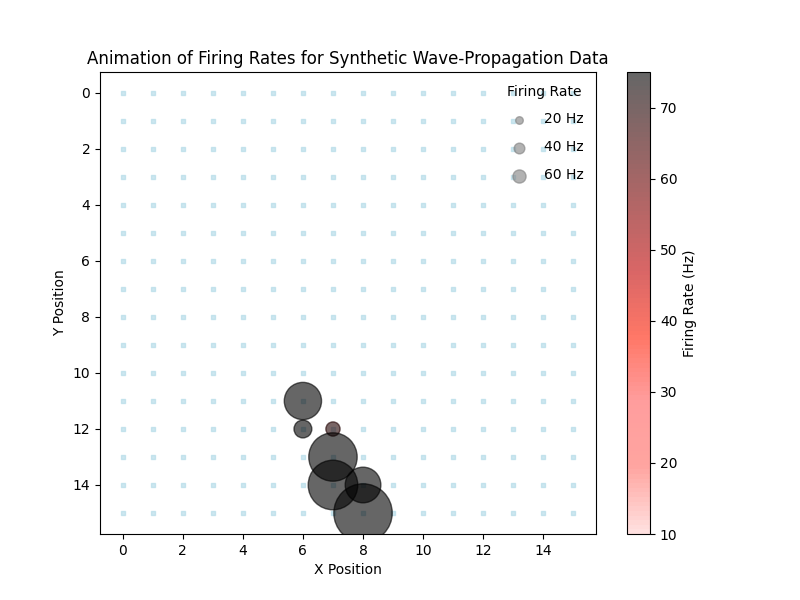 Animation of Firing Rates for Synthetic Wave-Propagation Data
Firing Rate
20 Hz
40 Hz
60 Hz
0
2
4
6
8
10
12
14
Y Position
0
2
4
6
8
10
12
14
X Position
70
60
50
40
30
20
10
Firing Rate (Hz)